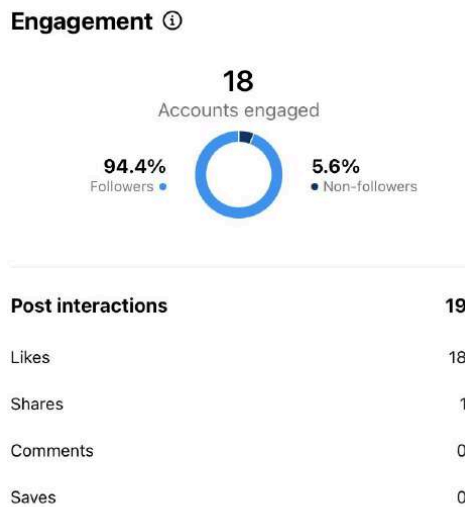 Engagement
18
Accounts engaged
94.4%
Followers
5.6%
Non-followers
Post interactions 19
Likes 18
Shares 1
Comments 0
Saves 0